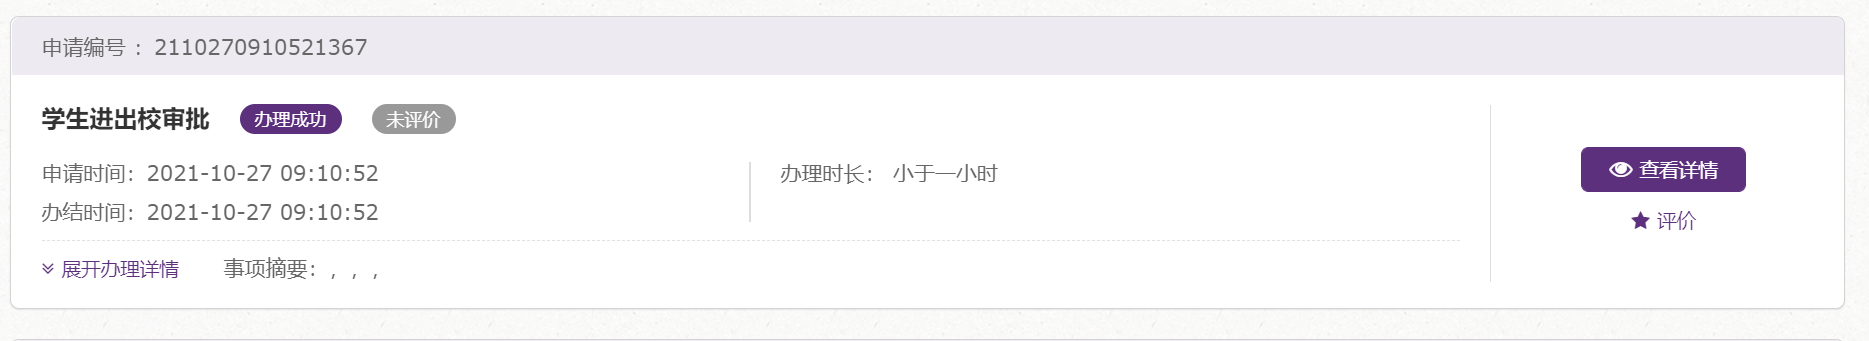 申请编号 : 2110270910521367
学生进出校审批 办理成功 未评价
申请时间: 2021-10-27 09:10:52
办理时长: 小于一小时
办结时间: 2021-10-27 09:10:52
展开办理详情 事项摘要: , , ,
查看详情
评价